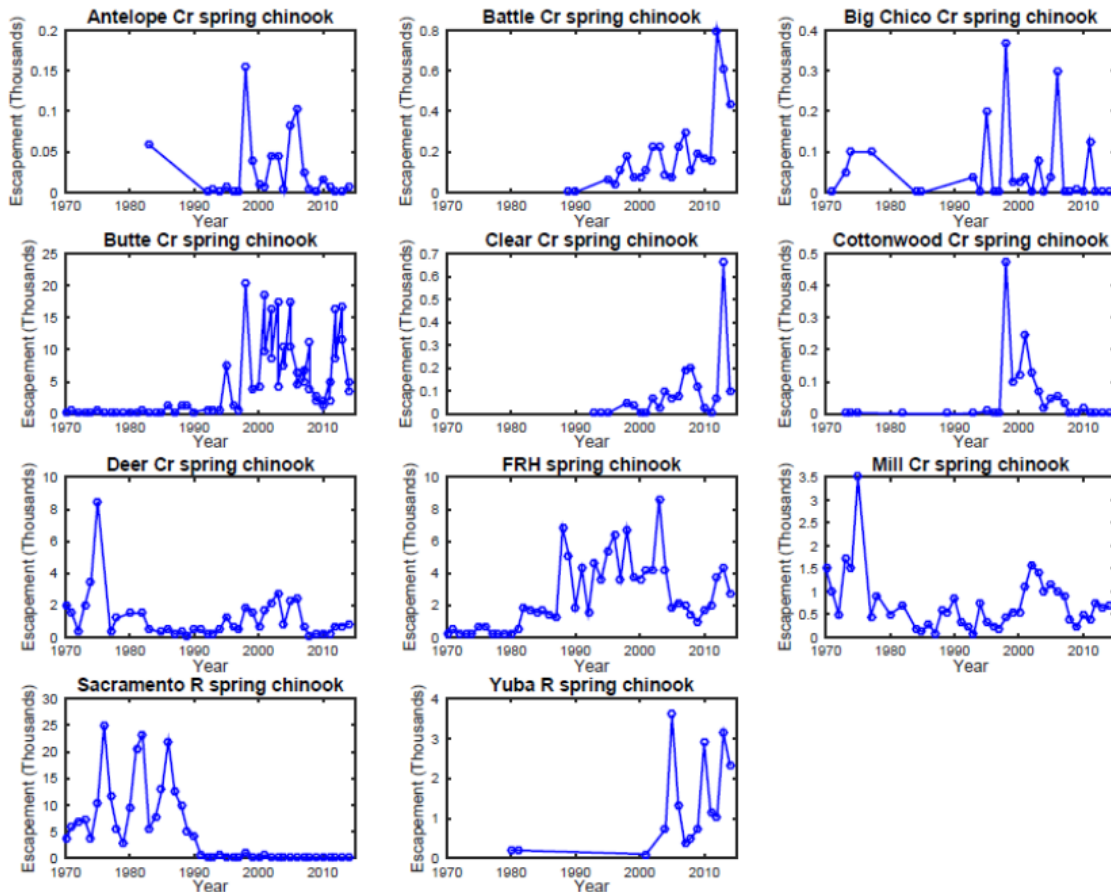 Antelope Cr spring chinook
Escapement (Thousands)
0.2
0.15
0.1
0.05
0
1970 1980 1990 2000 2010
Year
Battle Cr spring chinook
Escapement (Thousands)
0.8
0.6
0.4
0.2
0
1970 1980 1990 2000 2010
Year
Big Chico Cr spring chinook
Escapement (Thousands)
0.4
0.3
0.2
0.1
0
1970 1980 1990 2000 2010
Year
Butte Cr spring chinook
Escapement (Thousands)
25
20
15
10
5
0
1970 1980 1990 2000 2010
Year
Clear Cr spring chinook
Escapement (Thousands)
0.7
0.6
0.5
0.4
0.3
0.2
0.1
0
1970 1980 1990 2000 2010
Year
Cottonwood Cr spring chinook
Escapement (Thousands)
0.5
0.4
0.3
0.2
0.1
0
1970 1980 1990 2000 2010
Year
Deer Cr spring chinook
Escapement (Thousands)
10
8
6
4
2
0
1970 1980 1990 2000 2010
Year
FRH spring chinook
Escapement (Thousands)
10
8
6
4
2
0
1970 1980 1990 2000 2010
Year
Mill Cr spring chinook
Escapement (Thousands)
3.5
3
2.5
2
1.5
1
0.5
0
1970 1980 1990 2000 2010
Year
Sacramento R spring chinook
Escapement (Thousands)
30
25
20
15
10
5
0
1970 1980 1990 2000 2010
Year
Yuba R spring chinook
Escapement (Thousands)
4
3
2
1
0
1970 1980 1990 2000 2010
Year